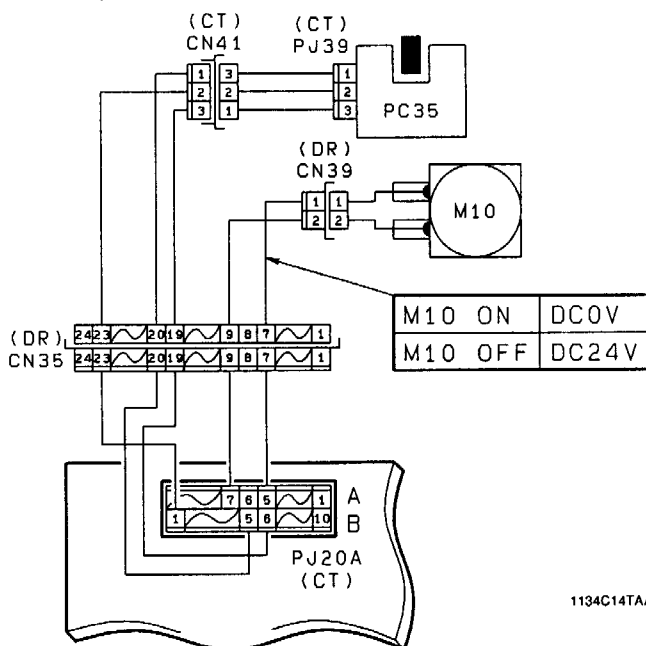 (CT)
CN41
(CT)
PJ39
1 3
2 2
3 1
1
2
3
PC35
(DR)
CN39
1 1
2 2
M10
M10 ON DC0V
M10 OFF DC24V
(DR)
CN35
24 23 20 19 9 8 7 1
24 23 20 19 9 8 7 1
7 6 5 1 A
1 5 6 10 B
PJ20A
(CT)
1134C14TA